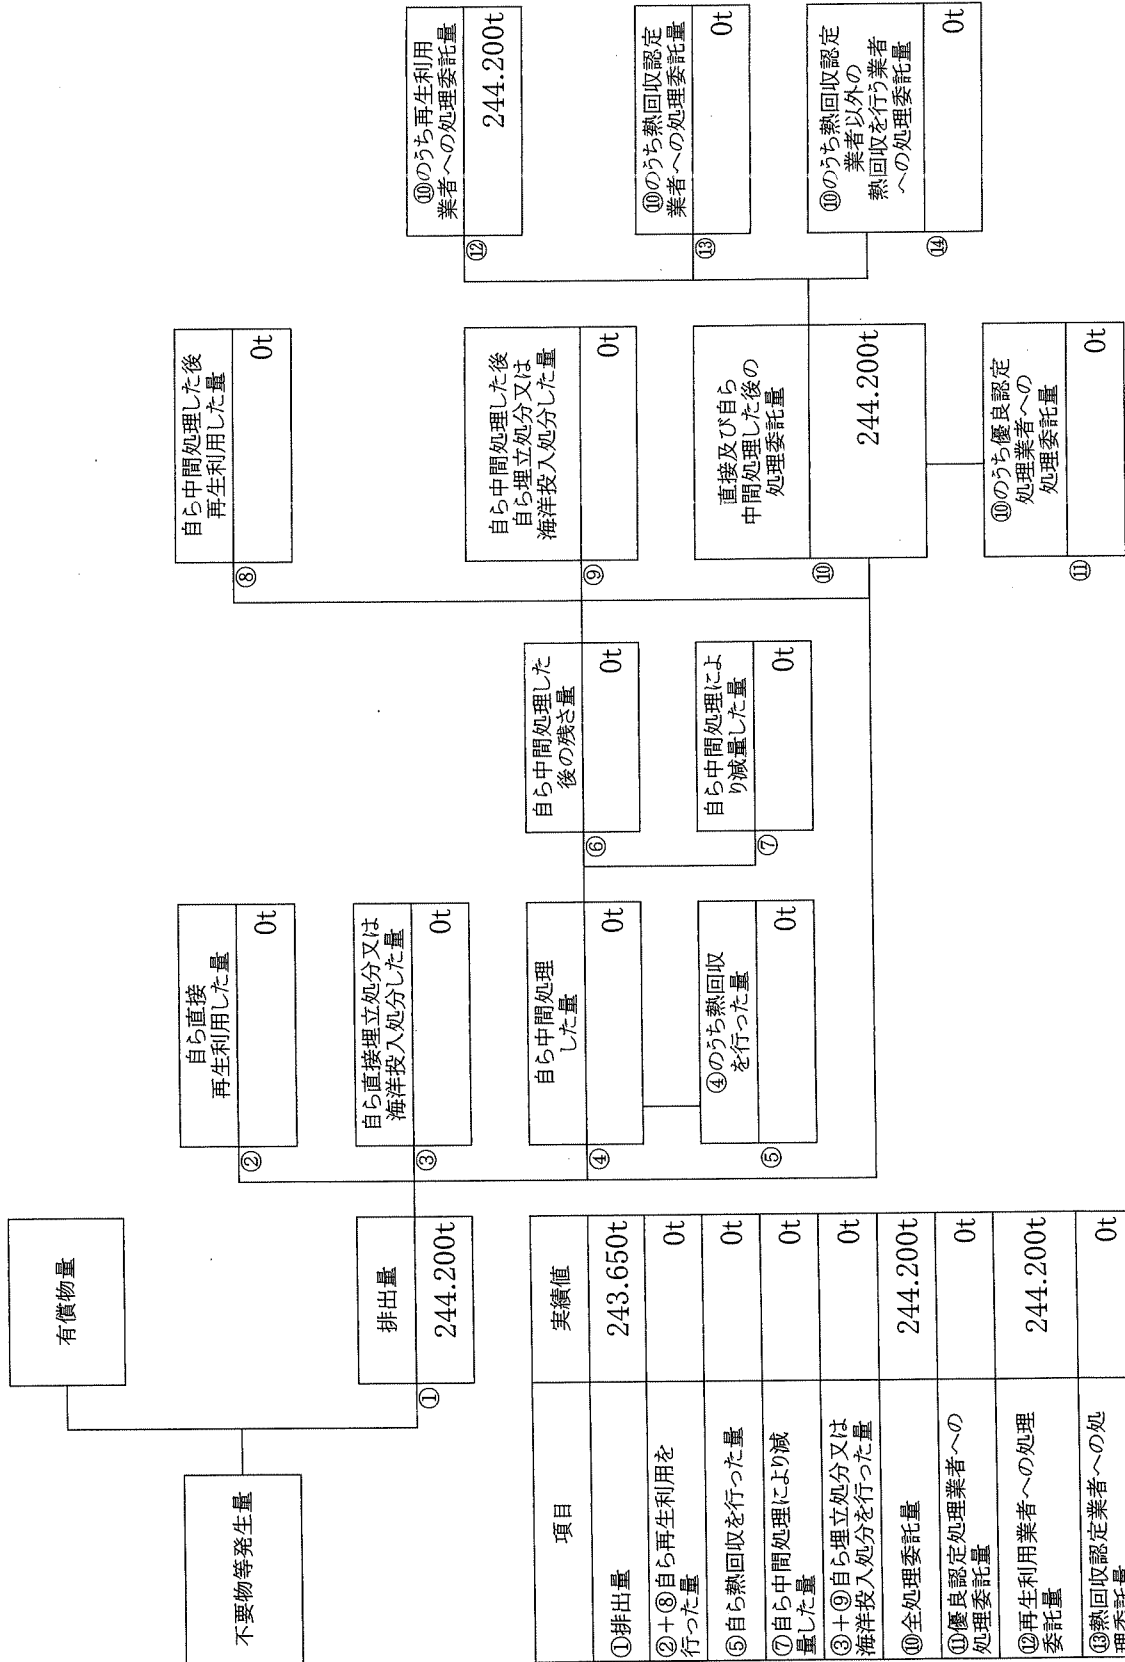 不要物等発生量
有償物量
①
排出量
244.200t
②
自ら直接
再生利用した量
0t
③
自ら直接埋立処分又は
海洋投入処分した量
0t
④
自ら中間処理
した量
0t
⑤
④のうち熱回収
を行った量
0t
⑥
自ら中間処理した
後の残さ量
0t
⑦
自ら中間処理によ
り減量した量
0t
⑧
自ら中間処理した後
再生利用した量
0t
⑨
自ら中間処理した後
自ら埋立処分又は
海洋投入処分した量
0t
⑩
直接及び自ら
中間処理した後の
処理委託量
244.200t
⑪
⑩のうち優良認定
処理業者への
処理委託量
0t
⑫
⑩のうち再生利用
業者への処理委託量
244.200t
⑬
⑩のうち熱回収認定
業者への処理委託量
0t
⑭
⑩のうち熱回収認定
業者以外の
熱回収を行う業者
への処理委託量
0t
項目 実績値
①排出量 243.650t
②+⑧自ら再生利用を
行った量 0t
⑤自ら熱回収を行った量 0t
⑦自ら中間処理により減
量した量 0t
③+⑨自ら埋立処分又は
海洋投入処分を行った量 0t
⑩全処理委託量 244.200t
⑪優良認定処理業者への
処理委託量 0t
⑫再生利用業者への処理
委託量 244.200t
⑬熱回収認定業者への処
理委託量 0t